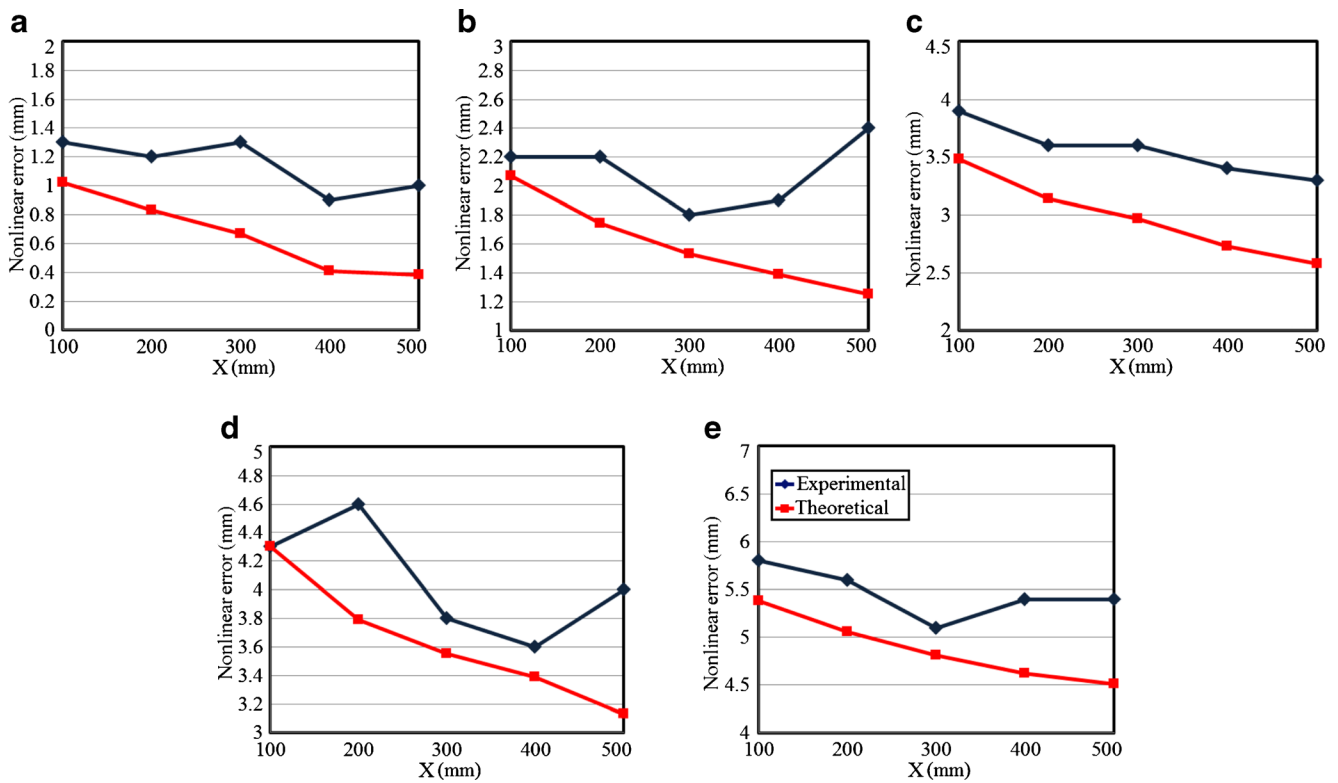 a
2
1.8
1.6
1.4
1.2
1
0.8
0.6
0.4
0.2
0
Nonlinear error (mm)
100 200 300 400 500
X (mm)
b
3
2.8
2.6
2.4
2.2
2
1.8
1.6
1.4
1.2
1
Nonlinear error (mm)
100 200 300 400 500
X (mm)
c
4.5
4
3.5
3
2.5
2
Nonlinear error (mm)
100 200 300 400 500
X (mm)
d
5
4.8
4.6
4.4
4.2
4
3.8
3.6
3.4
3.2
3
Nonlinear error (mm)
100 200 300 400 500
X (mm)
e
7
6.5
6
5.5
5
4.5
4
Nonlinear error (mm)
Experimental
Theoretical
100 200 300 400 500
X (mm)